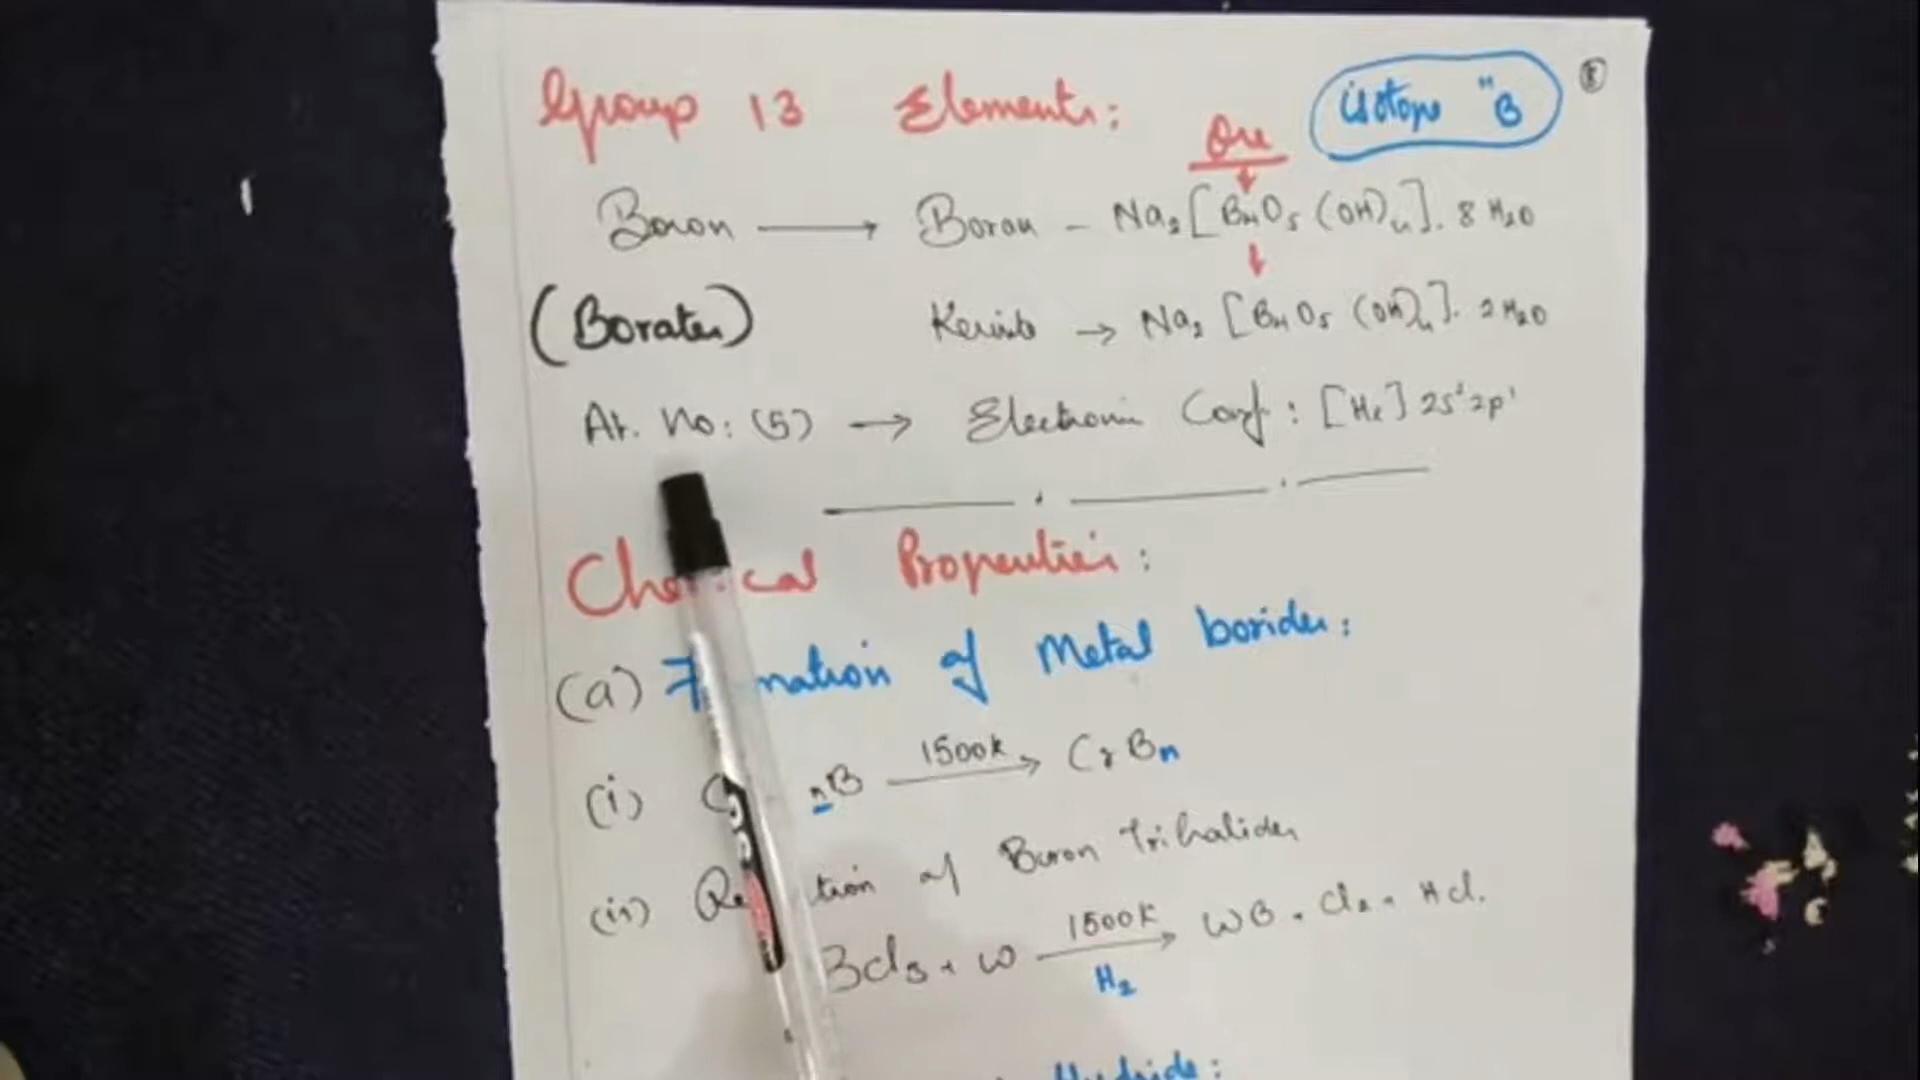 Group 13 Elements: Ore isotope ¹¹B
Boron ⟶ Borax - Na₂[B₄O₅(OH)₄]. 8H₂O
(Borates) Kernite → Na₂[B₄O₅(OH)₄]. 2H₂O
At. No: (5) → Electronic Conf: [He] 2s²2p¹
Chemical Properties:
(a) Formation of Metal borides:
(i) nB 1500K ⟶ CrBn
(ii) of Boron Trihalides
BCl₃ + W 1500K ⟶ H₂ WB + Cl₂ + HCl.
Hydride: